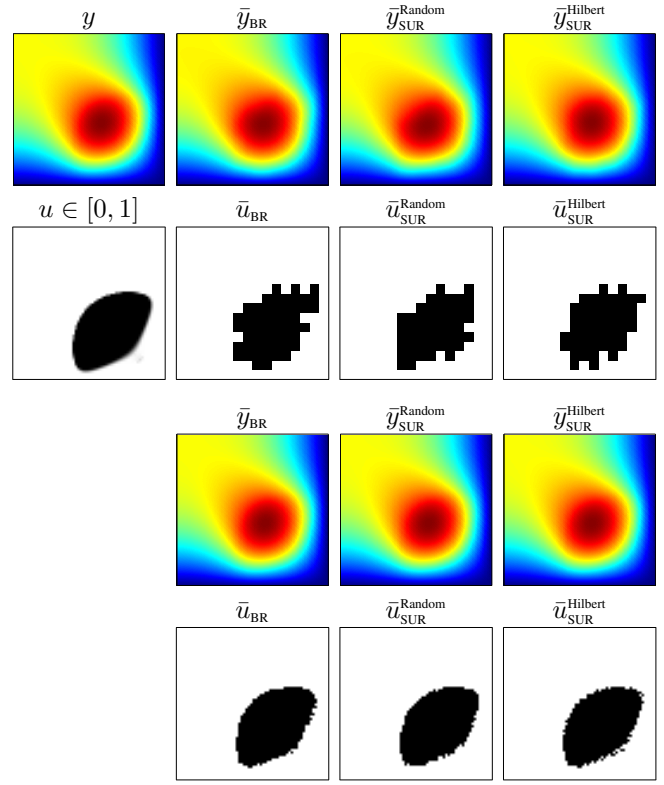 y ȳ_BR ȳ_SUR^Random ȳ_SUR^Hilbert
u ∈ [0, 1] ū_BR ū_SUR^Random ū_SUR^Hilbert
ȳ_BR ȳ_SUR^Random ȳ_SUR^Hilbert
ū_BR ū_SUR^Random ū_SUR^Hilbert